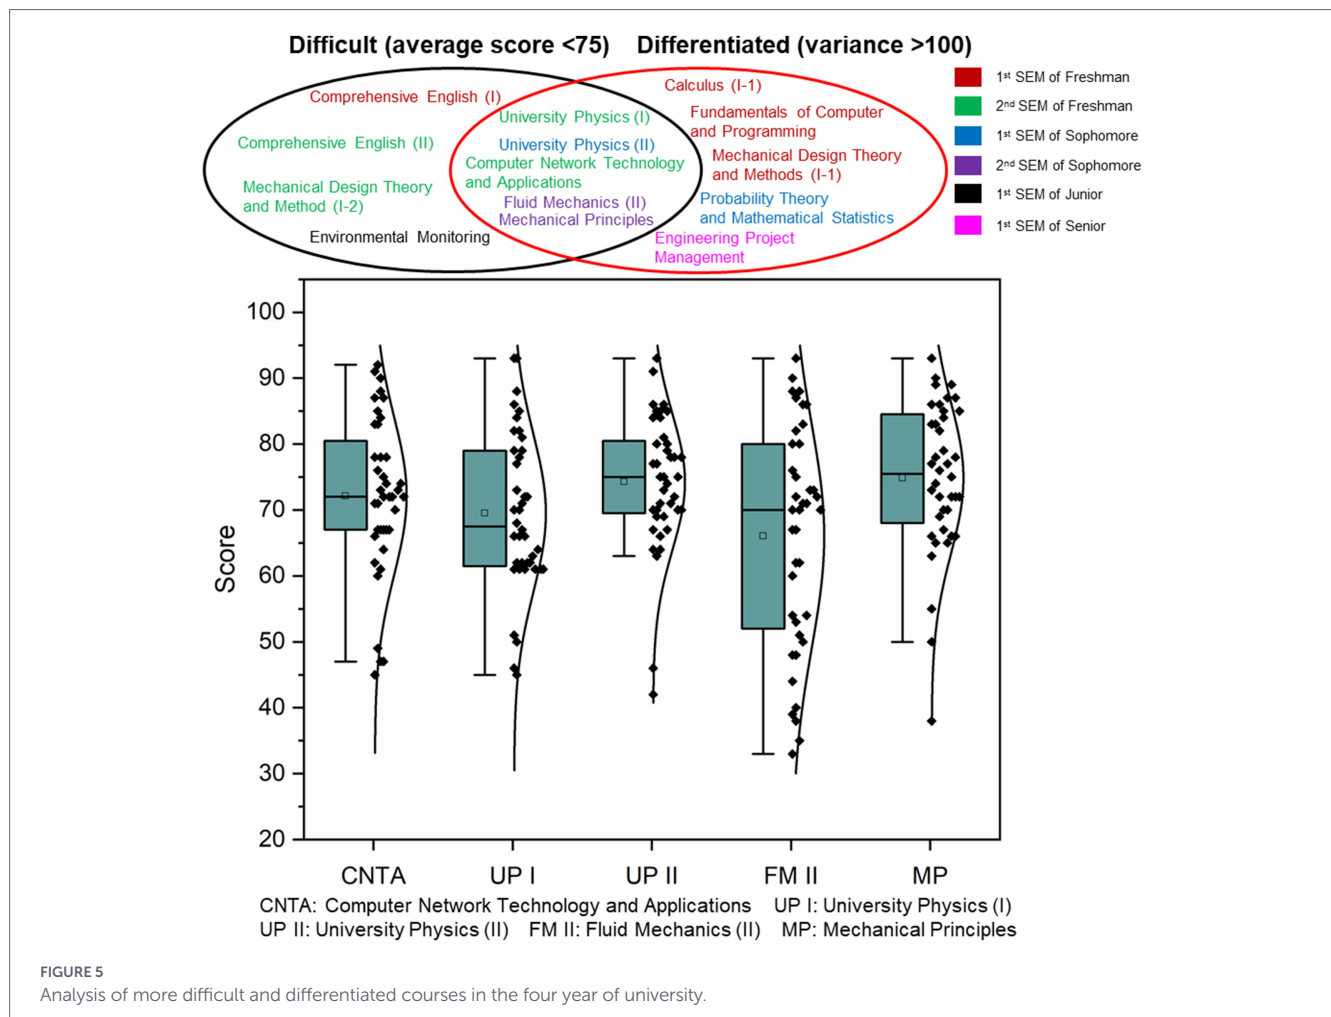 Difficult (average score <75) Differentiated (variance >100)
Comprehensive English (I)
Comprehensive English (II)
Mechanical Design Theory
and Method (I-2)
Environmental Monitoring
University Physics (I)
University Physics (II)
Computer Network Technology
and Applications
Fluid Mechanics (II)
Mechanical Principles
Calculus (I-1)
Fundamentals of Computer
and Programming
Mechanical Design Theory
and Methods (I-1)
Probability Theory
and Mathematical Statistics
Engineering Project
Management
1st SEM of Freshman
2nd SEM of Freshman
1st SEM of Sophomore
2nd SEM of Sophomore
1st SEM of Junior
1st SEM of Senior
Score
100
90
80
70
60
50
40
30
20
CNTA UP I UP II FM II MP
CNTA: Computer Network Technology and Applications UP I: University Physics (I)
UP II: University Physics (II) FM II: Fluid Mechanics (II) MP: Mechanical Principles
FIGURE 5
Analysis of more difficult and differentiated courses in the four year of university.